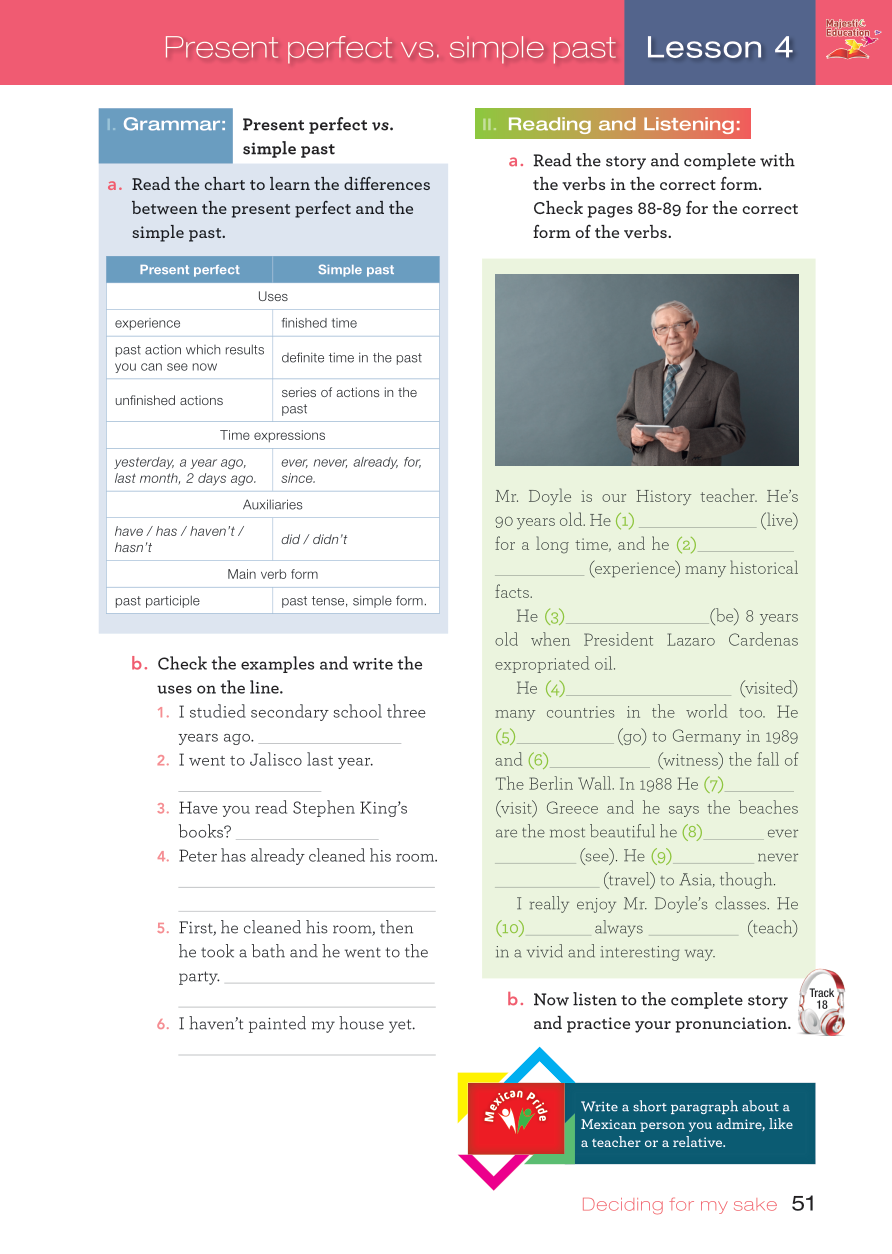 Present perfect vs. simple past
Lesson 4
Majestic
Education
I. Grammar:
Present perfect vs.
simple past
a. Read the chart to learn the differences
between the present perfect and the
simple past.
Present perfect Simple past
Uses
experience finished time
past action which results
you can see now
definite time in the past
unfinished actions
series of actions in the
past
Time expressions
yesterday, a year ago,
last month, 2 days ago.
ever, never, already, for,
since.
Auxiliaries
have / has / haven't /
hasn't
did / didn't
Main verb form
past participle past tense, simple form.
b. Check the examples and write the
uses on the line.
1. I studied secondary school three
years ago.
2. I went to Jalisco last year.
3. Have you read Stephen King's
books?
4. Peter has already cleaned his room.
5. First, he cleaned his room, then
he took a bath and he went to the
party.
6. I haven't painted my house yet.
II. Reading and Listening:
a. Read the story and complete with
the verbs in the correct form.
Check pages 88-89 for the correct
form of the verbs.
Mr. Doyle is our History teacher. He's
90 years old. He (1) ____________ (live)
for a long time, and he (2)____________
____________ (experience) many historical
facts.
He (3)____________(be) 8 years
old when President Lazaro Cardenas
expropriated oil.
He (4)____________ (visited)
many countries in the world too. He
(5)____________ (go) to Germany in 1989
and (6)____________ (witness) the fall of
The Berlin Wall. In 1988 He (7)____________
(visit) Greece and he says the beaches
are the most beautiful he (8)________ ever
____________ (see). He (9)____________ never
____________ (travel) to Asia, though.
I really enjoy Mr. Doyle's classes. He
(10)________ always ____________ (teach)
in a vivid and interesting way.
b. Now listen to the complete story
and practice your pronunciation.
Track
18
Mexican Pride
Write a short paragraph about a
Mexican person you admire, like
a teacher or a relative.
Deciding for my sake 51